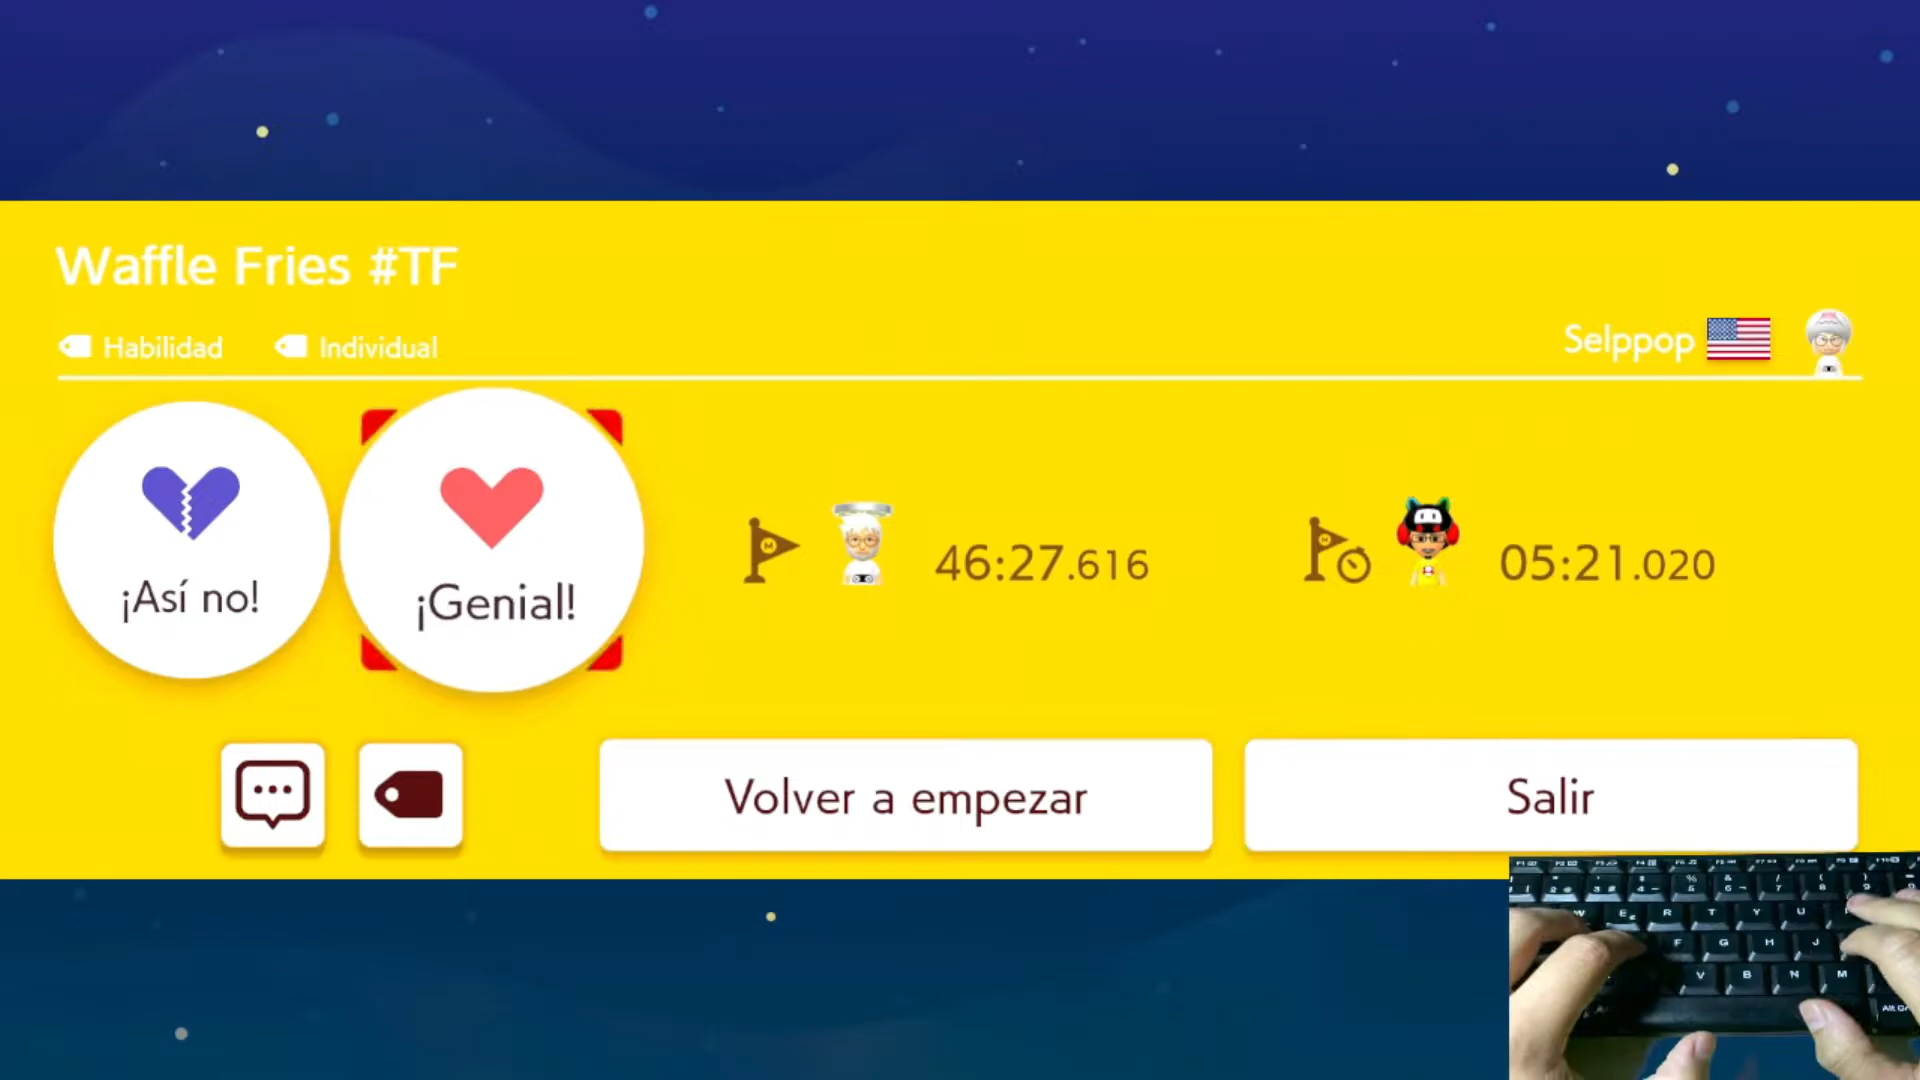 Waffle Fries #TF
Habilidad Individual
Selppop
¡Así no! ¡Genial!
46:27.616
05:21.020
Volver a empezar
Salir
E R T Y U
F G H J
V B N M